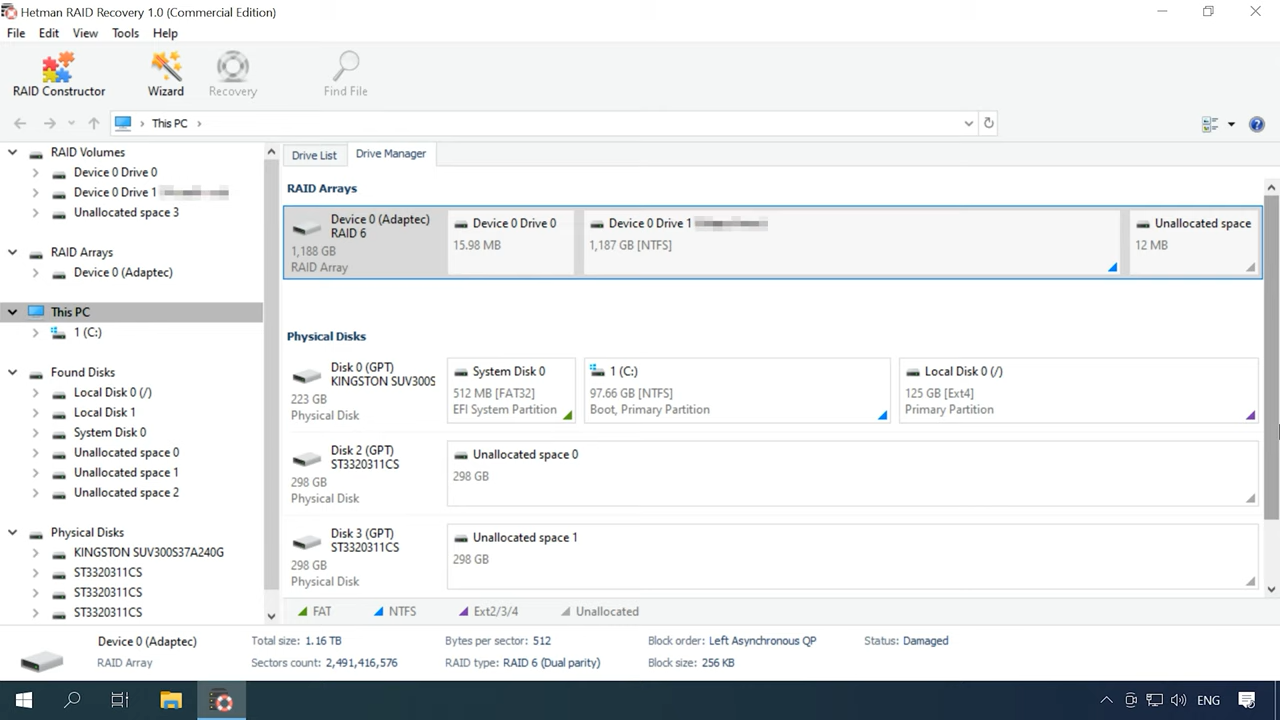 Hetman RAID Recovery 1.0 (Commercial Edition)
File Edit View Tools Help
RAID Constructor Wizard Recovery Find File
This PC
RAID Volumes
Device 0 Drive 0
Device 0 Drive 1
Unallocated space 3
RAID Arrays
Device 0 (Adaptec)
This PC
1 (C:)
Found Disks
Local Disk 0 (/)
Local Disk 1
System Disk 0
Unallocated space 0
Unallocated space 1
Unallocated space 2
Physical Disks
KINGSTON SUV300S37A240G
ST3320311CS
ST3320311CS
ST3320311CS
Drive List Drive Manager
RAID Arrays
Device 0 (Adaptec)
RAID 6
1,188 GB
RAID Array
Device 0 Drive 0
15.98 MB
Device 0 Drive 1
1,187 GB [NTFS]
Unallocated space
12 MB
Physical Disks
Disk 0 (GPT)
KINGSTON SUV300S
223 GB
Physical Disk
System Disk 0
512 MB [FAT32]
EFI System Partition
1 (C:)
97.66 GB [NTFS]
Boot, Primary Partition
Local Disk 0 (/)
125 GB [Ext4]
Primary Partition
Disk 2 (GPT)
ST3320311CS
298 GB
Physical Disk
Unallocated space 0
298 GB
Disk 3 (GPT)
ST3320311CS
298 GB
Physical Disk
Unallocated space 1
298 GB
FAT NTFS Ext2/3/4 Unallocated
Device 0 (Adaptec)
RAID Array
Total size: 1.16 TB
Sectors count: 2,491,416,576
Bytes per sector: 512
RAID type: RAID 6 (Dual parity)
Block order: Left Asynchronous QP
Block size: 256 KB
Status: Damaged
ENG